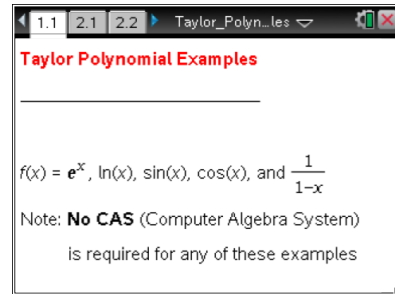 1.1 2.1 2.2 Taylor_Polyn…les
Taylor Polynomial Examples
f(x) = e^x, ln(x), sin(x), cos(x), and 1/(1−x)
Note: No CAS (Computer Algebra System)
is required for any of these examples